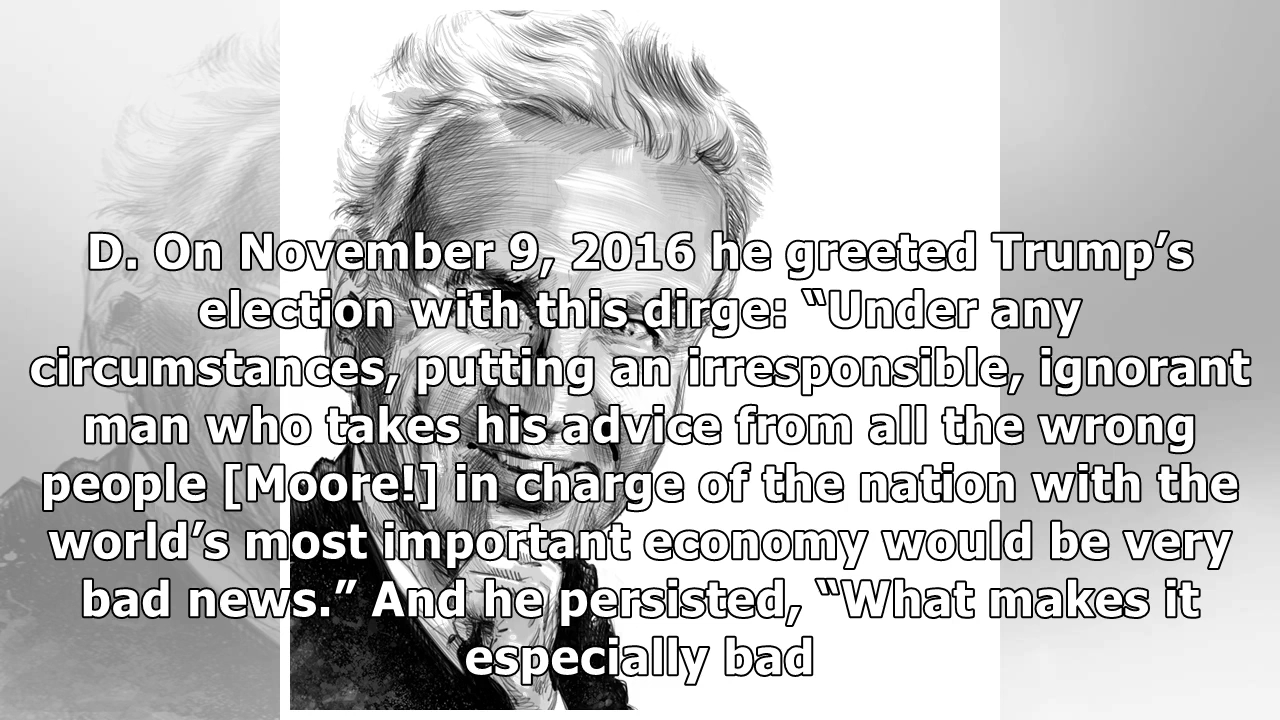 D. On November 9, 2016 he greeted Trump’s
election with this dirge: “Under any
circumstances, putting an irresponsible, ignorant
man who takes his advice from all the wrong
people [Moore!] in charge of the nation with the
world’s most important economy would be very
bad news.” And he persisted, “What makes it
especially bad